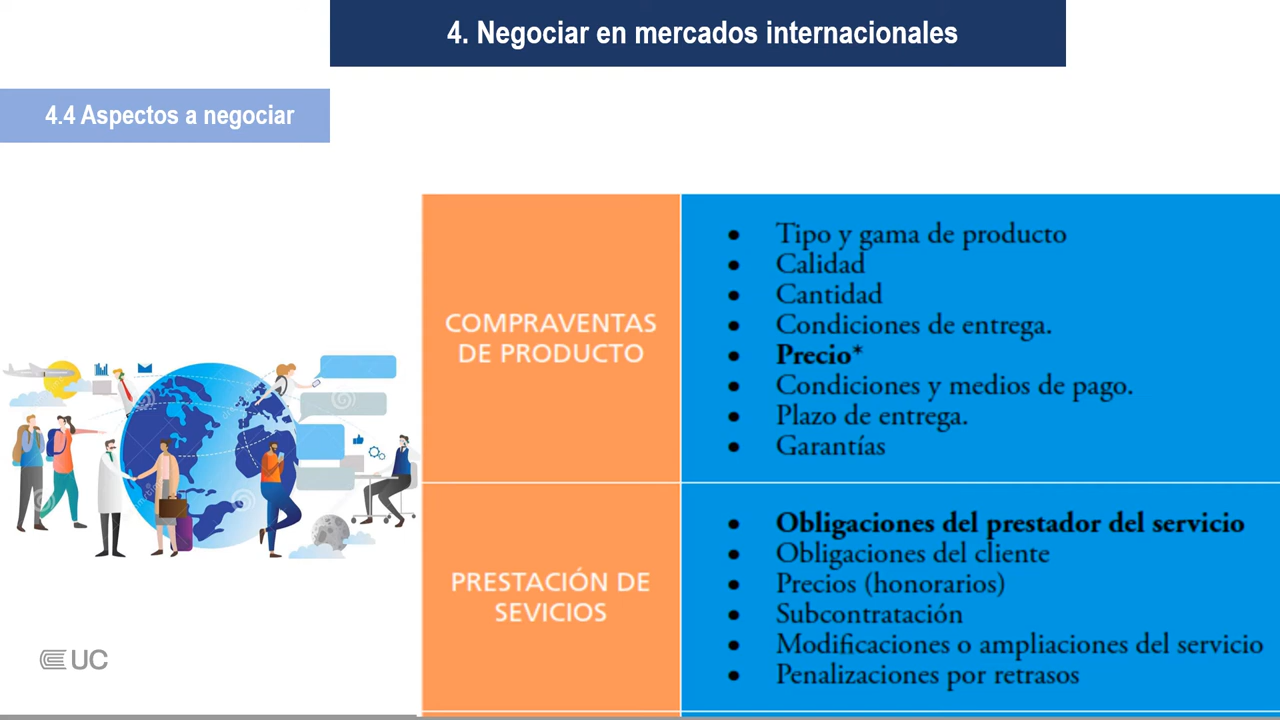 4. Negociar en mercados internacionales
4.4 Aspectos a negociar
COMPRAVENTAS
DE PRODUCTO
• Tipo y gama de producto
• Calidad
• Cantidad
• Condiciones de entrega.
• Precio*
• Condiciones y medios de pago.
• Plazo de entrega.
• Garantías
PRESTACIÓN DE
SEVICIOS
• Obligaciones del prestador del servicio
• Obligaciones del cliente
• Precios (honorarios)
• Subcontratación
• Modificaciones o ampliaciones del servicio
• Penalizaciones por retrasos
UC